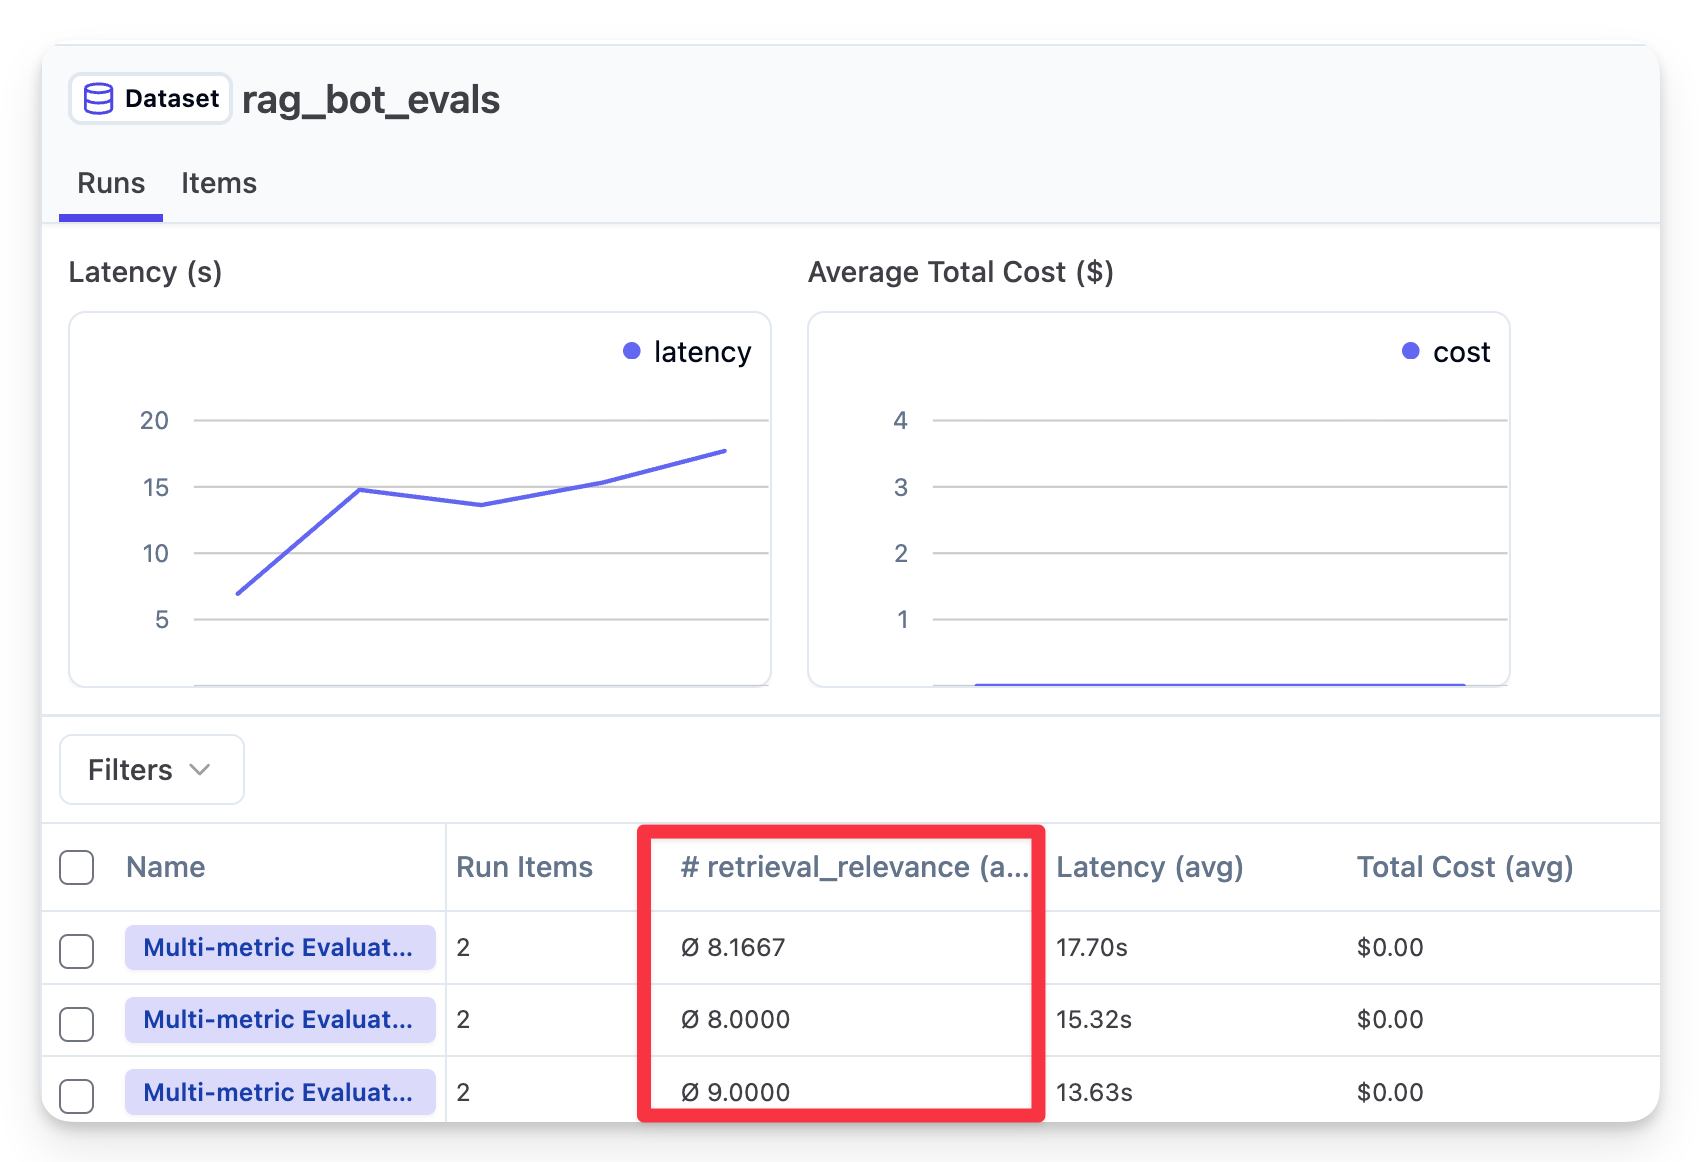 Dataset rag_bot_evals
Runs Items
Latency (s)
latency
20
15
10
5
Average Total Cost ($)
cost
4
3
2
1
Filters
Name Run Items # retrieval_relevance (a... Latency (avg) Total Cost (avg)
Multi-metric Evaluat... 2 Ø 8.1667 17.70s $0.00
Multi-metric Evaluat... 2 Ø 8.0000 15.32s $0.00
Multi-metric Evaluat... 2 Ø 9.0000 13.63s $0.00